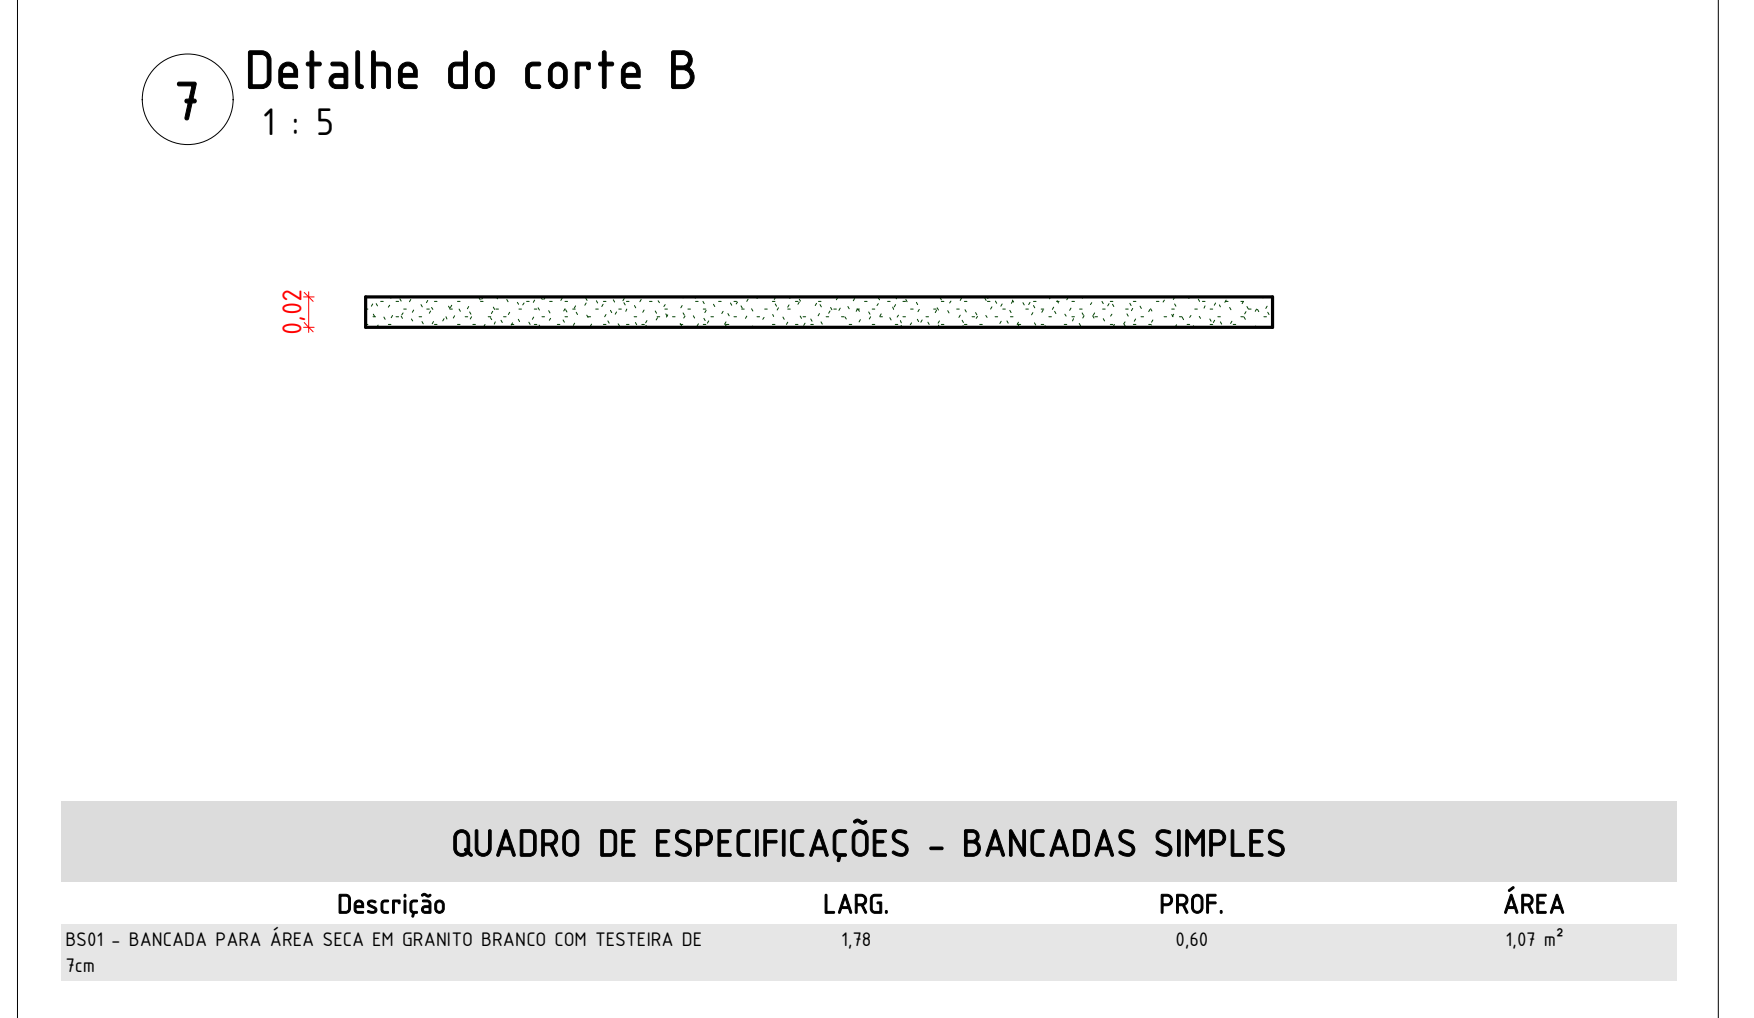 7
Detalhe do corte B
1 : 5
0,02
QUADRO DE ESPECIFICAÇÕES - BANCADAS SIMPLES
Descrição LARG. PROF. ÁREA
BS01 - BANCADA PARA ÁREA SECA EM GRANITO BRANCO COM TESTEIRA DE 1,78 0,60 1,07 m²
7cm